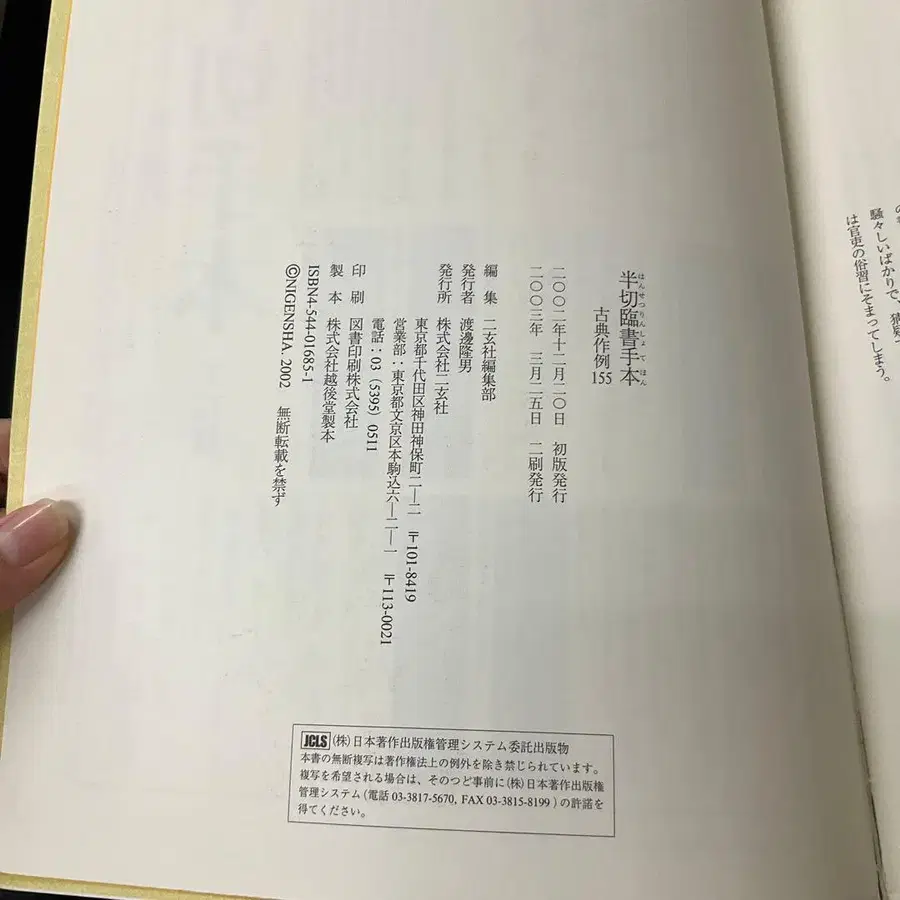 騒々しいばかりで、
は官吏の俗習にそまってしまう。
はんせつりんしょてほん
半切臨書手本
古典作例155
二〇〇二年十二月二〇日 初版発行
二〇〇三年 三月二五日 二刷発行
編集 二玄社編集部
発行者 渡邊隆男
発行所 株式会社二玄社
東京都千代田区神田神保町二—二 〒101-8419
営業部：東京都文京区本駒込六—二—一 〒113-0021
電話：03（5395）0511
印刷 図書印刷株式会社
製本 株式会社越後堂製本
ISBN4-544-01685-1
©NIGENSHA. 2002 無断転載を禁ず
JCLS (株)日本著作出版権管理システム委託出版物
本書の無断複写は著作権法上の例外を除き禁じられています。
複写を希望される場合は、そのつど事前に(株)日本著作出版権
管理システム(電話 03-3817-5670, FAX 03-3815-8199)の許諾を
得てください。